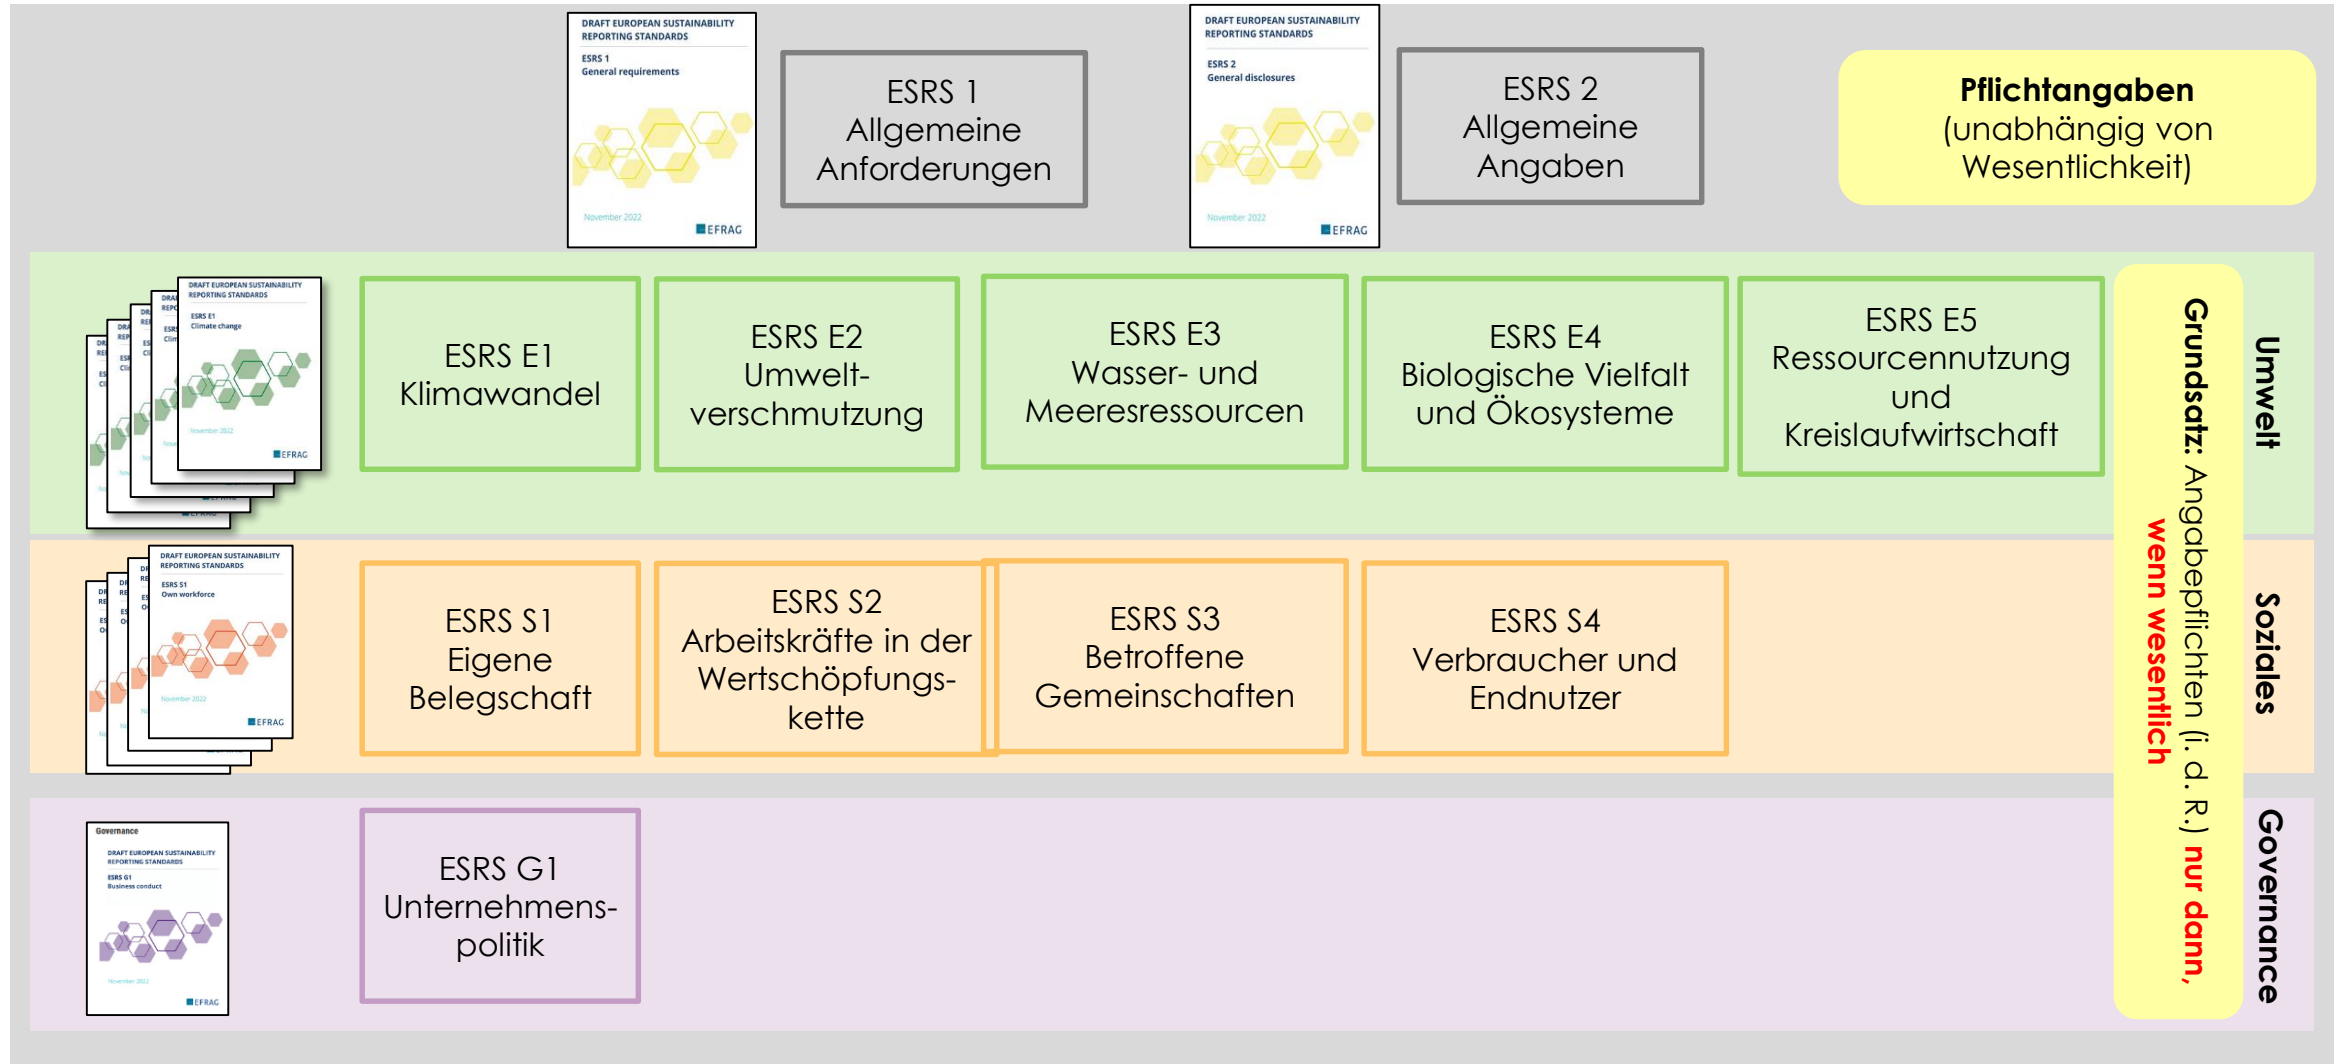 DRAFT EUROPEAN SUSTAINABILITY
REPORTING STANDARDS
ESRS 1
General requirements
November 2022
EFRAG
ESRS 1
Allgemeine
Anforderungen
DRAFT EUROPEAN SUSTAINABILITY
REPORTING STANDARDS
ESRS 2
General disclosures
November 2022
EFRAG
ESRS 2
Allgemeine
Angaben
Pflichtangaben
(unabhängig von
Wesentlichkeit)
DRAFT EUROPEAN SUSTAINABILITY
REPORTING STANDARDS
ESRS E1
Climate change
November 2022
EFRAG
ESRS E1
Klimawandel
ESRS E2
Umwelt-
verschmutzung
ESRS E3
Wasser- und
Meeresressourcen
ESRS E4
Biologische Vielfalt
und Ökosysteme
ESRS E5
Ressourcennutzung
und
Kreislaufwirtschaft
Umwelt
DRAFT EUROPEAN SUSTAINABILITY
REPORTING STANDARDS
ESRS S1
Own workforce
November 2022
EFRAG
ESRS S1
Eigene
Belegschaft
ESRS S2
Arbeitskräfte in der
Wertschöpfungs-
kette
ESRS S3
Betroffene
Gemeinschaften
ESRS S4
Verbraucher und
Endnutzer
Soziales
Governance
DRAFT EUROPEAN SUSTAINABILITY
REPORTING STANDARDS
ESRS G1
Business conduct
November 2022
EFRAG
ESRS G1
Unternehmens-
politik
Governance
Grundsatz: Angabepflichten (i. d. R.) nur dann,
wenn wesentlich